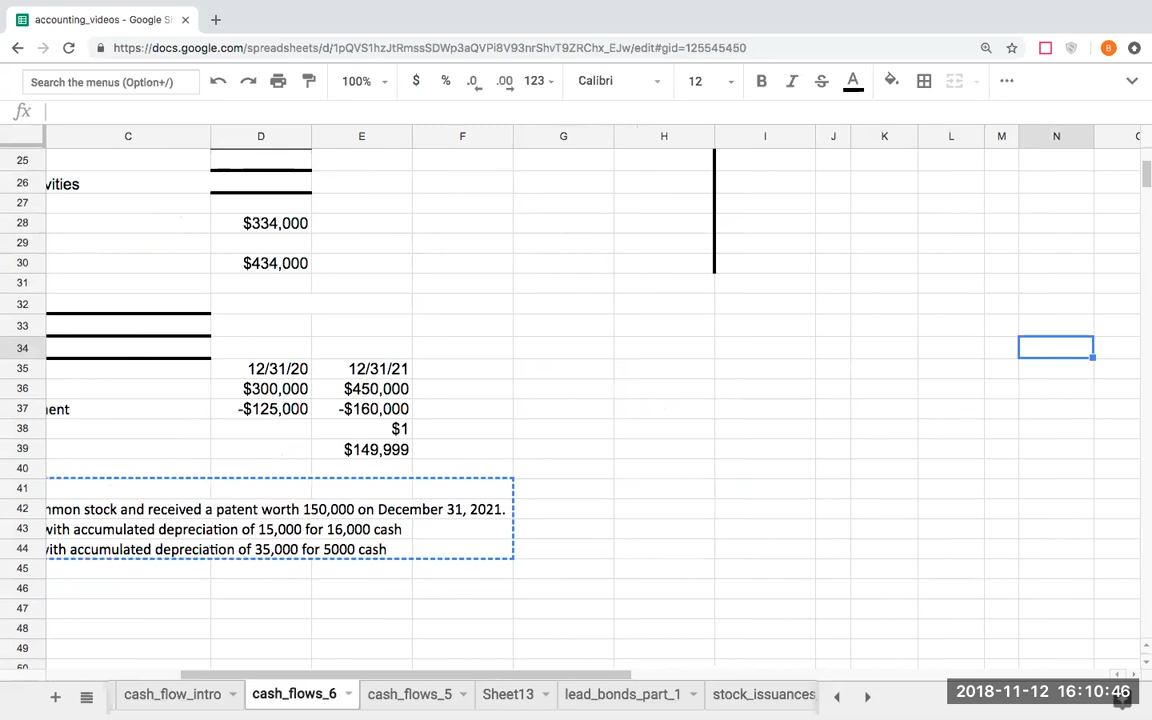 accounting_videos - Google S
https://docs.google.com/spreadsheets/d/1pQVS1hzJtRmssSDWp3aQVPi8V93nrShvT9ZRChx_EJw/edit#gid=125545450
B
Search the menus (Option+/)
100%
$
%
.0
.00
123
Calibri
12
B
I
S
A
fx
C
D
E
F
G
H
I
J
K
L
M
N
25
26 vities
27
28 $334,000
29
30 $434,000
31
32
33
34
35 12/31/20 12/31/21
36 $300,000 $450,000
37 ent -$125,000 -$160,000
38 $1
39 $149,999
40
41
42 mmon stock and received a patent worth 150,000 on December 31, 2021.
43 with accumulated depreciation of 15,000 for 16,000 cash
44 with accumulated depreciation of 35,000 for 5000 cash
45
46
47
48
49
cash_flow_intro
cash_flows_6
cash_flows_5
Sheet13
lead_bonds_part_1
stock_issuances
2018-11-12 16:10:46